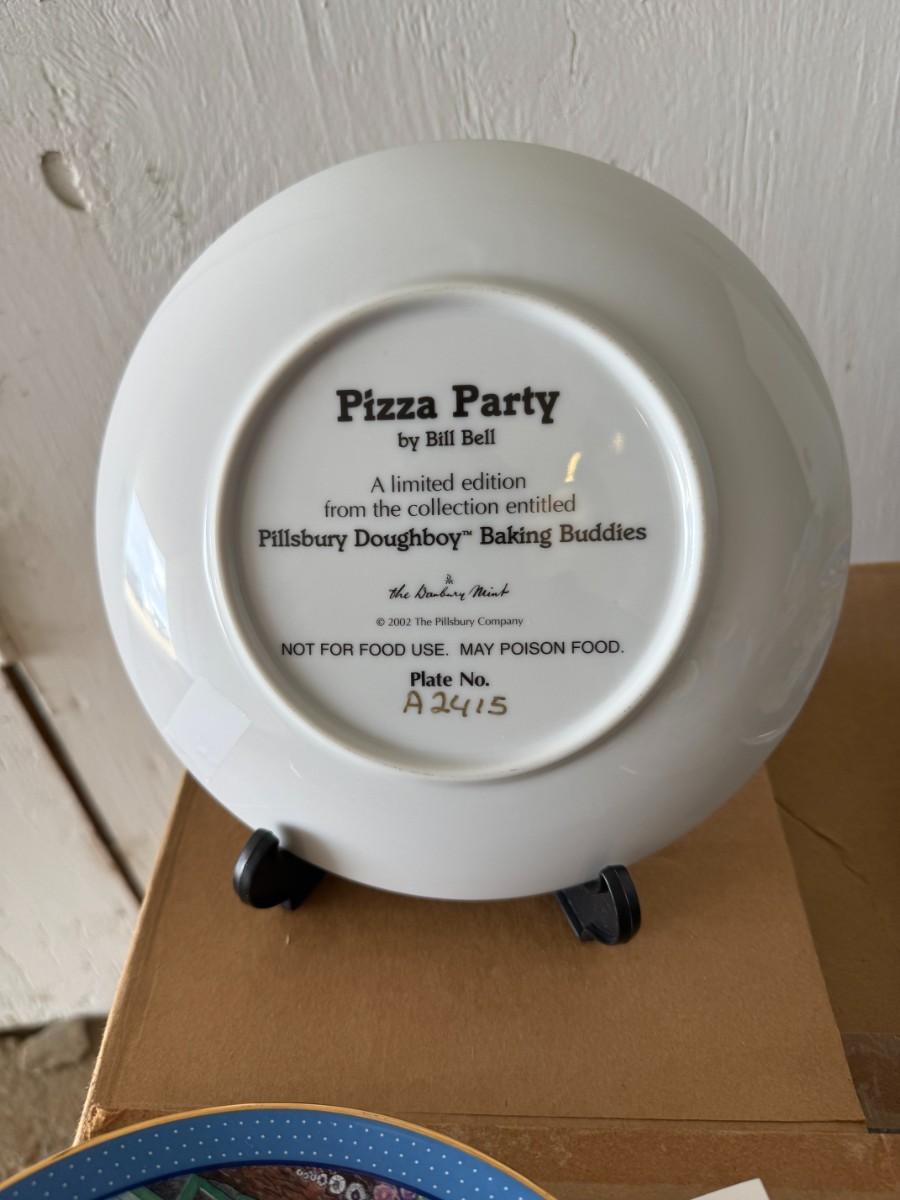 Pizza Party
by Bill Bell
A limited edition
from the collection entitled
Pillsbury Doughboy™ Baking Buddies
the Danbury Mint
© 2002 The Pillsbury Company
NOT FOR FOOD USE. MAY POISON FOOD.
Plate No.
A2415